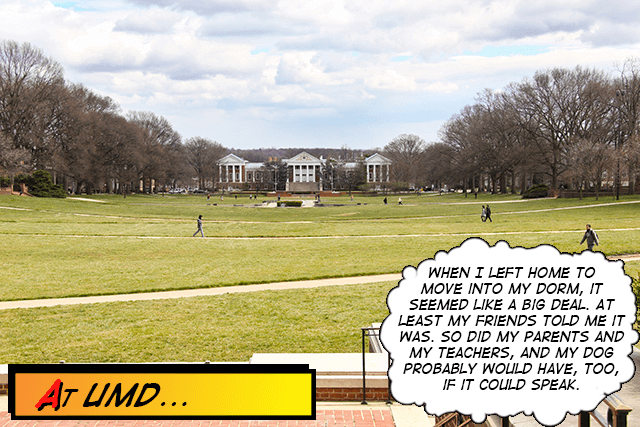 WHEN I LEFT HOME TO
MOVE INTO MY DORM, IT
SEEMED LIKE A BIG DEAL. AT
LEAST MY FRIENDS TOLD ME IT
WAS. SO DID MY PARENTS AND
MY TEACHERS, AND MY DOG
PROBABLY WOULD HAVE, TOO,
IF IT COULD SPEAK.
AT UMD...